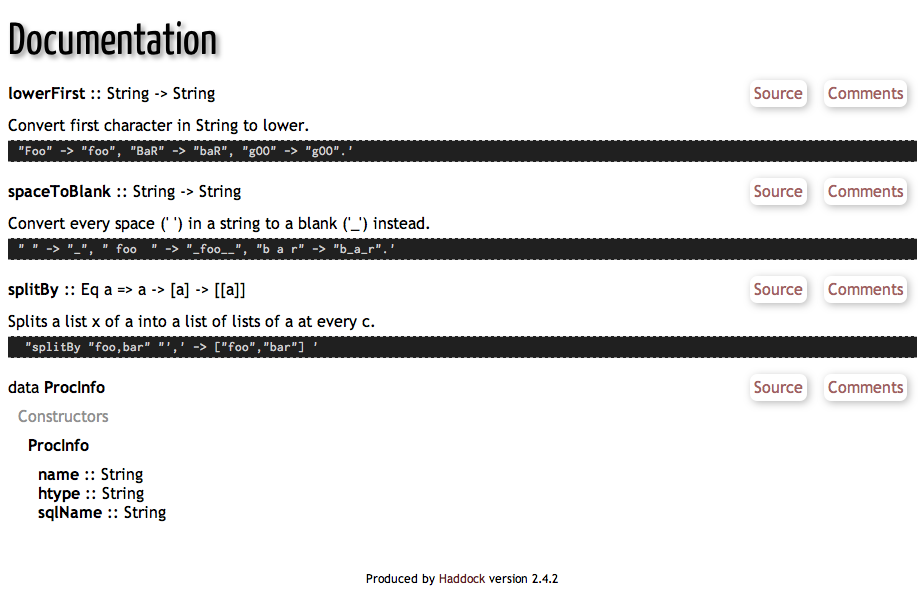 Documentation
lowerFirst :: String -> String Source Comments
Convert first character in String to lower.
"Foo" -> "foo", "BaR" -> "baR", "gOO" -> "gOO".'
spaceToBlank :: String -> String Source Comments
Convert every space (' ') in a string to a blank ('_') instead.
" " -> "_", " foo  " -> "_foo__", "b a r" -> "b_a_r".'
splitBy :: Eq a => a -> [a] -> [[a]] Source Comments
Splits a list x of a into a list of lists of a at every c.
"splitBy "foo,bar" "',' -> ["foo","bar"] '
data ProcInfo Source Comments
Constructors
ProcInfo
name :: String
htype :: String
sqlName :: String
Produced by Haddock version 2.4.2